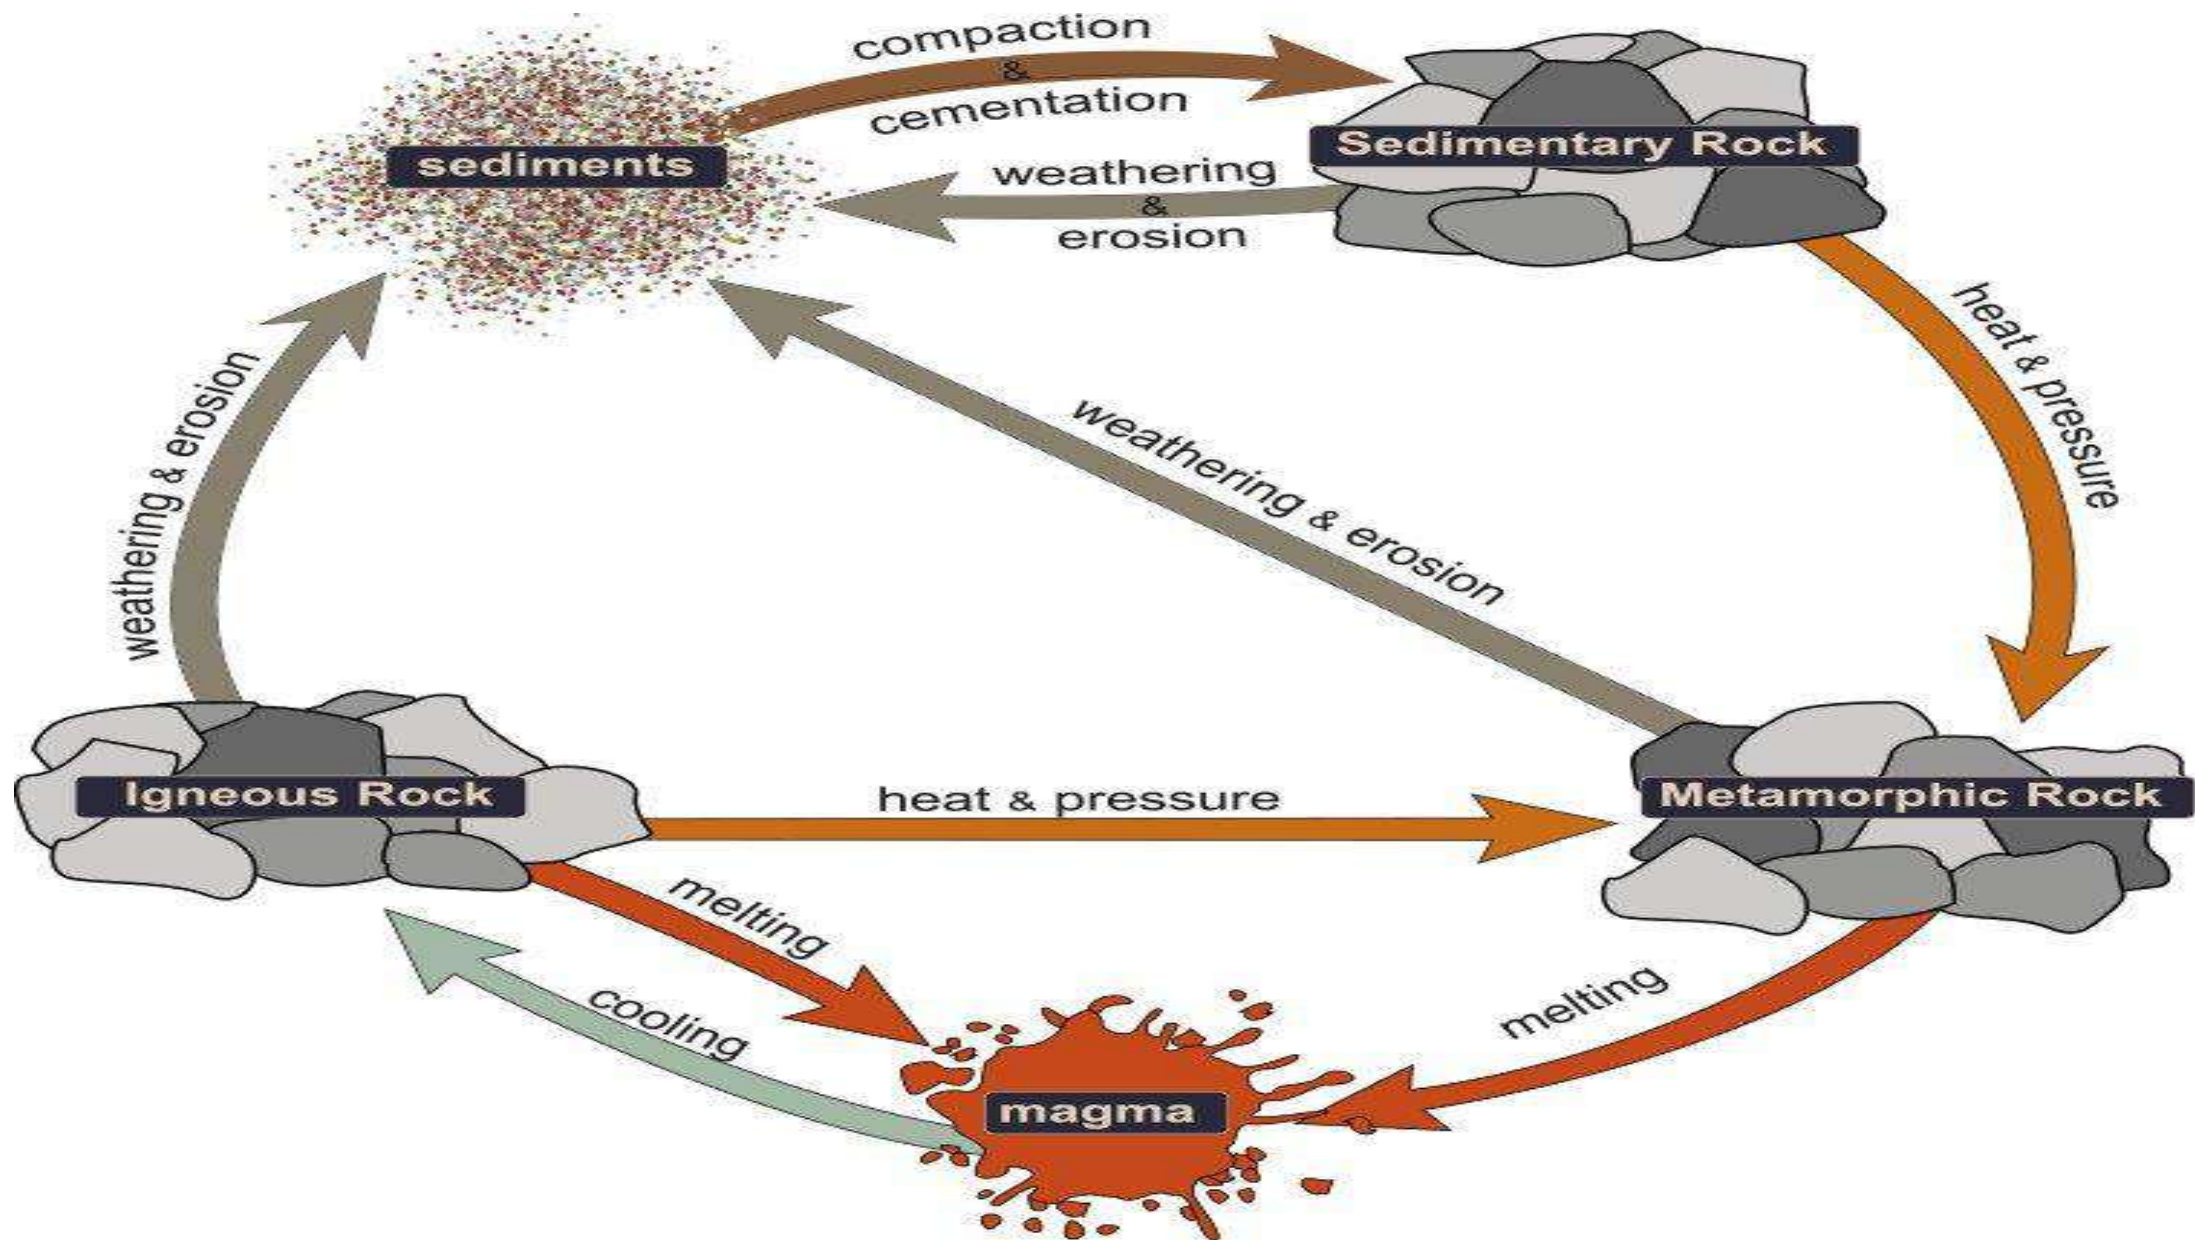 compaction
&
cementation
sediments
Sedimentary Rock
weathering
&
erosion
heat & pressure
weathering & erosion
weathering & erosion
Igneous Rock
heat & pressure
Metamorphic Rock
melting
cooling
melting
magma